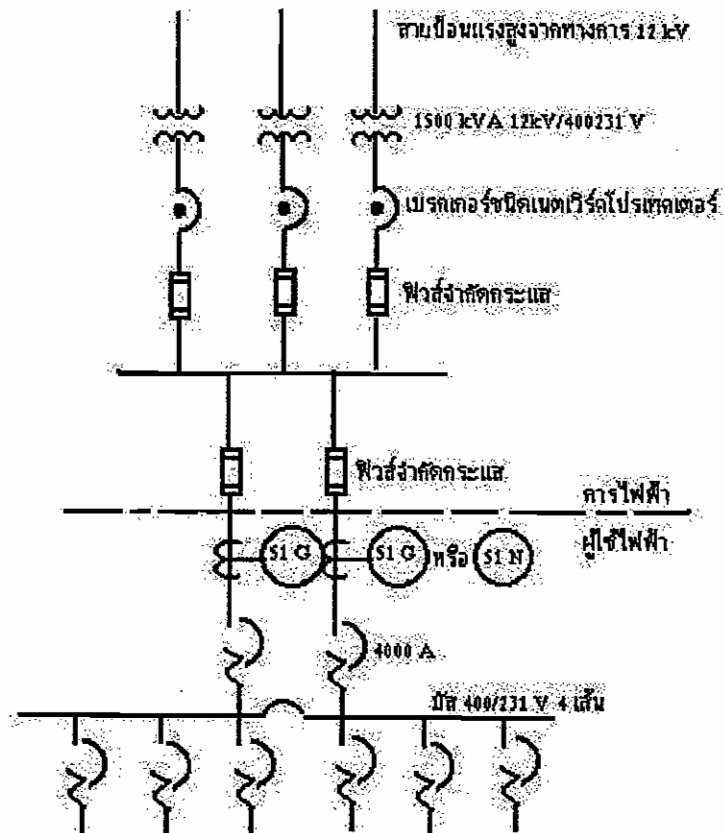 สายป้อนแรงสูงจากทางการ 12 kV
1500 kVA 12kV/400231 V
เบรกเกอร์ชนิดเนตเวิร์คโปรเทคเตอร์
ฟิวส์จำกัดกระแส
ฟิวส์จำกัดกระแส
การไฟฟ้า
ผู้ใช้ไฟฟ้า
51 G 51 G หรือ 51 N
4000 A
บัส 400/231 V 4 เส้น